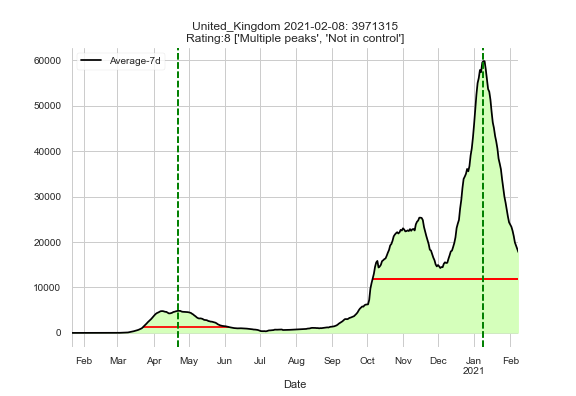 United_Kingdom 2021-02-08: 3971315
Rating:8 ['Multiple peaks', 'Not in control']
Average-7d
60000
50000
40000
30000
20000
10000
0
Feb Mar Apr May Jun Jul Aug Sep Oct Nov Dec Jan Feb
2021
Date